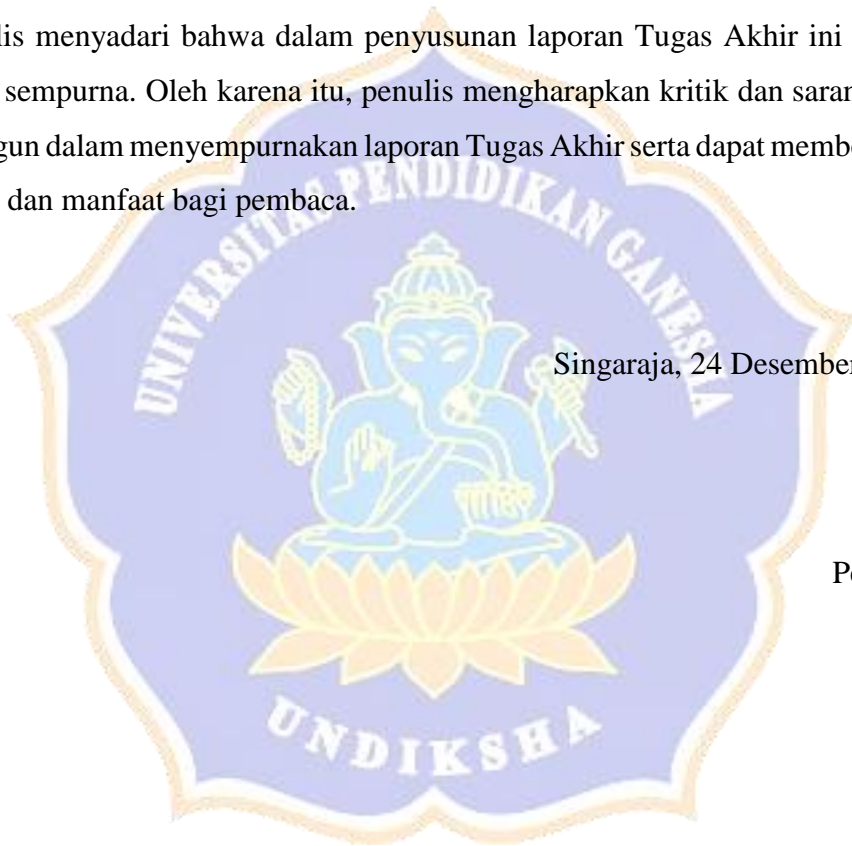 lis menyadari bahwa dalam penyusunan laporan Tugas Akhir ini
sempurna. Oleh karena itu, penulis mengharapkan kritik dan saran
gun dalam menyempurnakan laporan Tugas Akhir serta dapat membe
dan manfaat bagi pembaca.
UNIVERSITAS PENDIDIKAN GANESHA
Singaraja, 24 Desember
Pe
UNDIKSHA